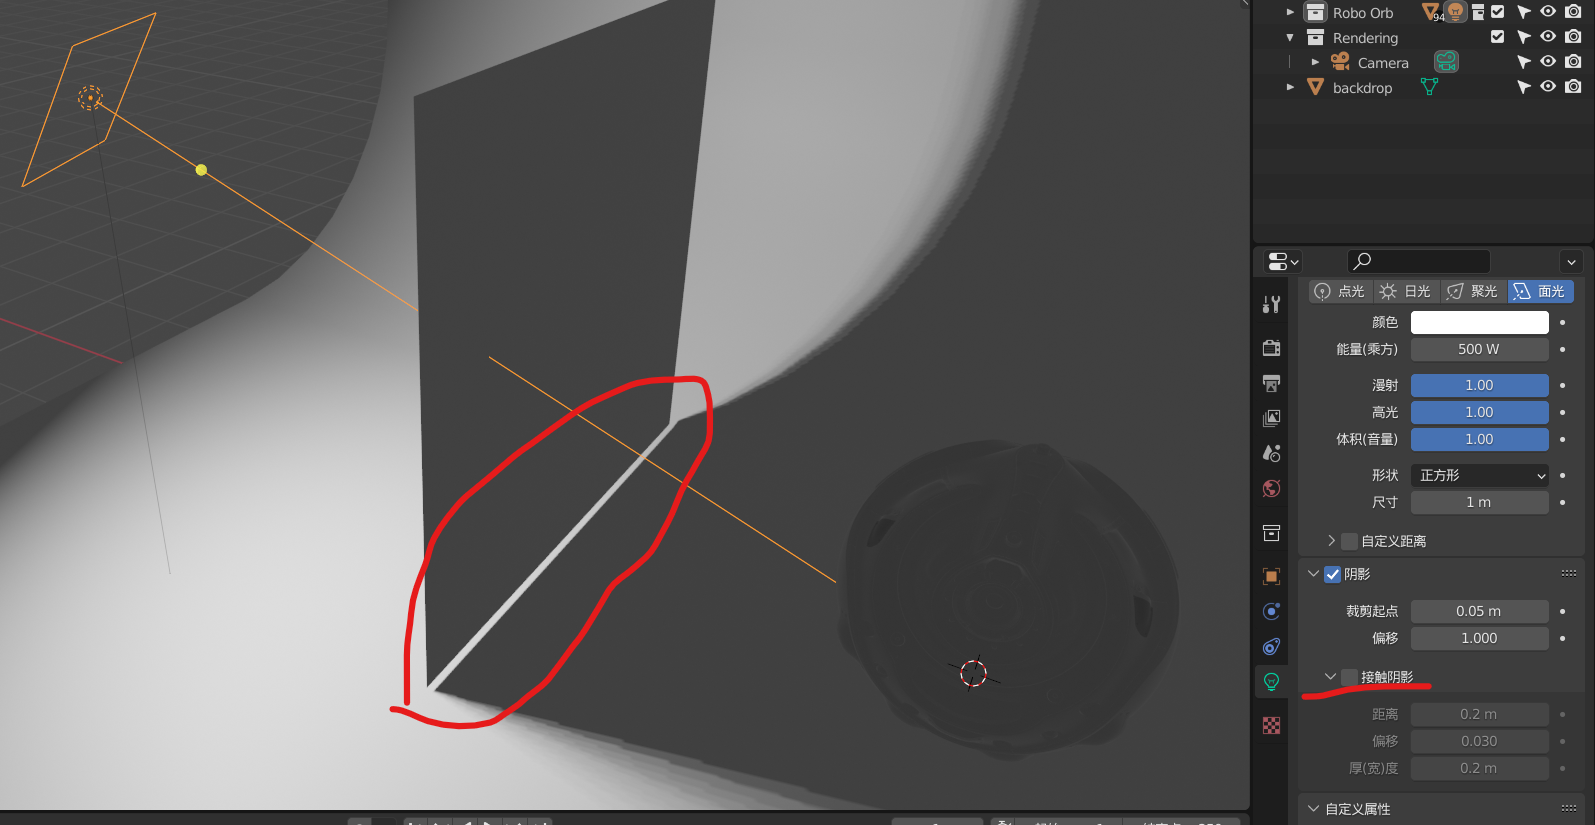 Robo Orb 94
Rendering
Camera
backdrop
点光 日光 聚光 面光
颜色
能量(乘方) 500 W
漫射 1.00
高光 1.00
体积(音量) 1.00
形状 正方形
尺寸 1 m
自定义距离
阴影
裁剪起点 0.05 m
偏移 1.000
接触阴影
距离 0.2 m
偏移 0.030
厚(宽)度 0.2 m
自定义属性